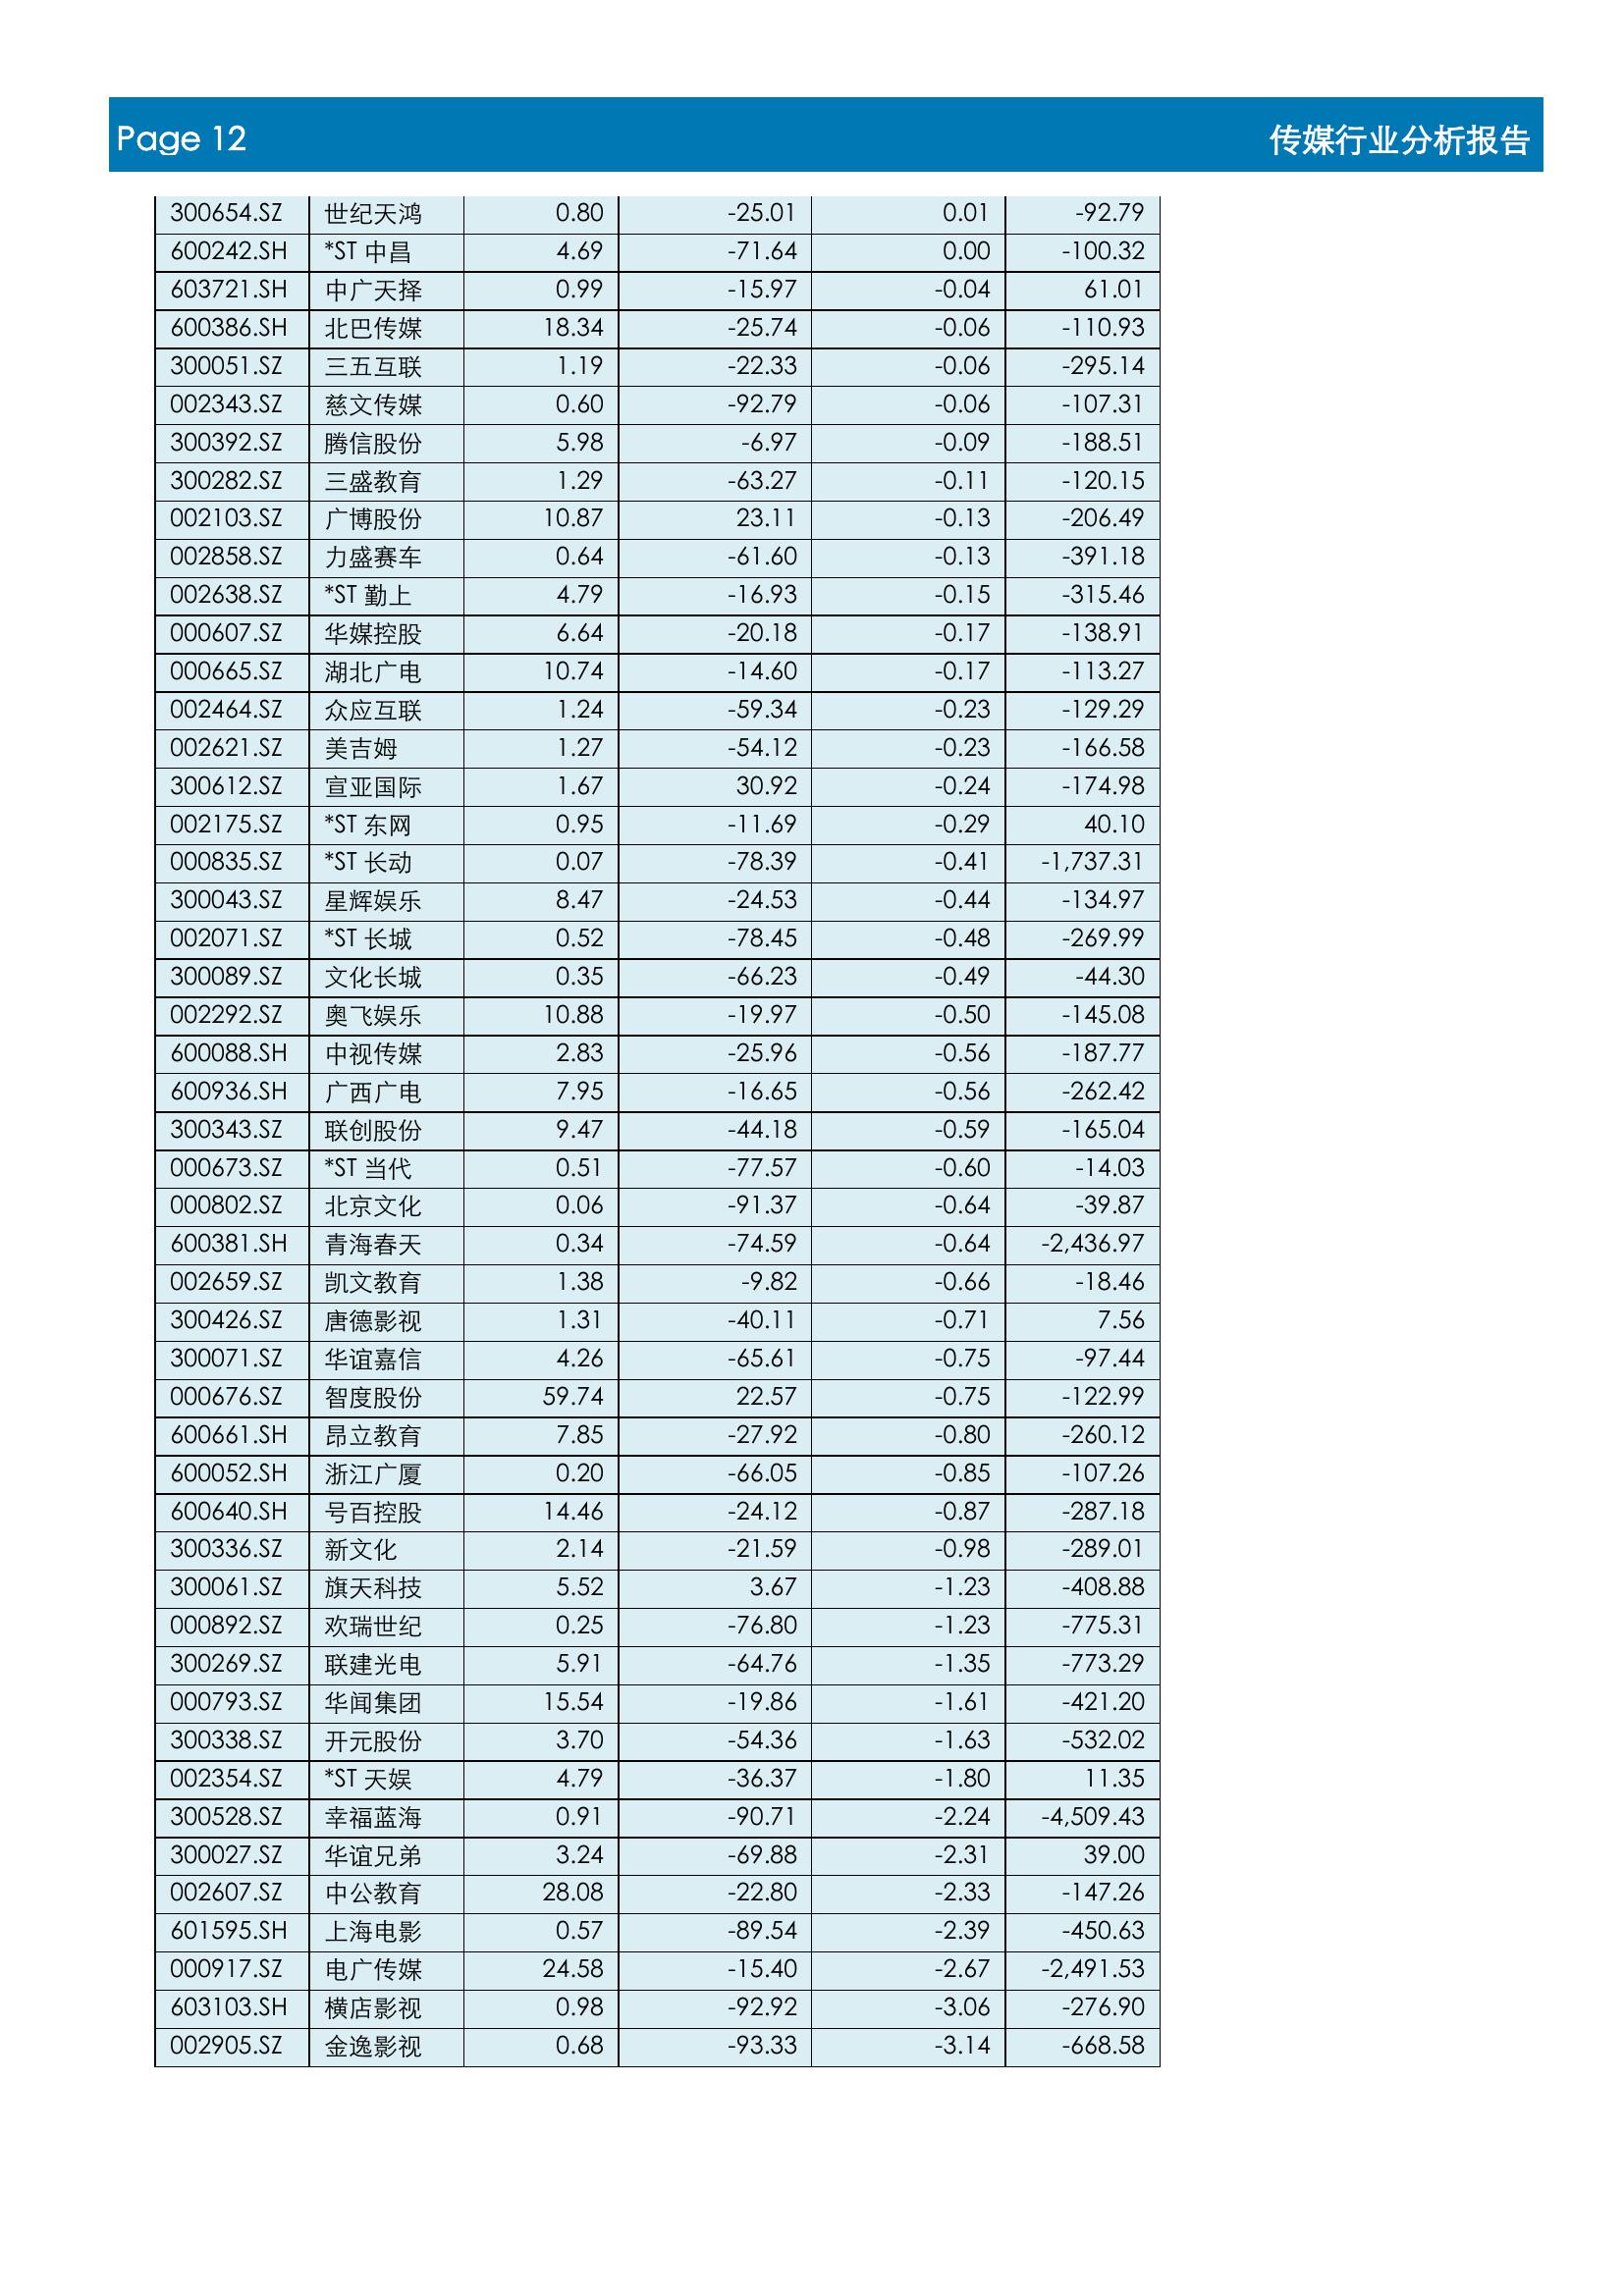 Page 12 传媒行业分析报告
300654.SZ 世纪天鸿 0.80 -25.01 0.01 -92.79
600242.SH *ST 中昌 4.69 -71.64 0.00 -100.32
603721.SH 中广天择 0.99 -15.97 -0.04 61.01
600386.SH 北巴传媒 18.34 -25.74 -0.06 -110.93
300051.SZ 三五互联 1.19 -22.33 -0.06 -295.14
002343.SZ 慈文传媒 0.60 -92.79 -0.06 -107.31
300392.SZ 腾信股份 5.98 -6.97 -0.09 -188.51
300282.SZ 三盛教育 1.29 -63.27 -0.11 -120.15
002103.SZ 广博股份 10.87 23.11 -0.13 -206.49
002858.SZ 力盛赛车 0.64 -61.60 -0.13 -391.18
002638.SZ *ST 勤上 4.79 -16.93 -0.15 -315.46
000607.SZ 华媒控股 6.64 -20.18 -0.17 -138.91
000665.SZ 湖北广电 10.74 -14.60 -0.17 -113.27
002464.SZ 众应互联 1.24 -59.34 -0.23 -129.29
002621.SZ 美吉姆 1.27 -54.12 -0.23 -166.58
300612.SZ 宣亚国际 1.67 30.92 -0.24 -174.98
002175.SZ *ST 东网 0.95 -11.69 -0.29 40.10
000835.SZ *ST 长动 0.07 -78.39 -0.41 -1,737.31
300043.SZ 星辉娱乐 8.47 -24.53 -0.44 -134.97
002071.SZ *ST 长城 0.52 -78.45 -0.48 -269.99
300089.SZ 文化长城 0.35 -66.23 -0.49 -44.30
002292.SZ 奥飞娱乐 10.88 -19.97 -0.50 -145.08
600088.SH 中视传媒 2.83 -25.96 -0.56 -187.77
600936.SH 广西广电 7.95 -16.65 -0.56 -262.42
300343.SZ 联创股份 9.47 -44.18 -0.59 -165.04
000673.SZ *ST 当代 0.51 -77.57 -0.60 -14.03
000802.SZ 北京文化 0.06 -91.37 -0.64 -39.87
600381.SH 青海春天 0.34 -74.59 -0.64 -2,436.97
002659.SZ 凯文教育 1.38 -9.82 -0.66 -18.46
300426.SZ 唐德影视 1.31 -40.11 -0.71 7.56
300071.SZ 华谊嘉信 4.26 -65.61 -0.75 -97.44
000676.SZ 智度股份 59.74 22.57 -0.75 -122.99
600661.SH 昂立教育 7.85 -27.92 -0.80 -260.12
600052.SH 浙江广厦 0.20 -66.05 -0.85 -107.26
600640.SH 号百控股 14.46 -24.12 -0.87 -287.18
300336.SZ 新文化 2.14 -21.59 -0.98 -289.01
300061.SZ 旗天科技 5.52 3.67 -1.23 -408.88
000892.SZ 欢瑞世纪 0.25 -76.80 -1.23 -775.31
300269.SZ 联建光电 5.91 -64.76 -1.35 -773.29
000793.SZ 华闻集团 15.54 -19.86 -1.61 -421.20
300338.SZ 开元股份 3.70 -54.36 -1.63 -532.02
002354.SZ *ST 天娱 4.79 -36.37 -1.80 11.35
300528.SZ 幸福蓝海 0.91 -90.71 -2.24 -4,509.43
300027.SZ 华谊兄弟 3.24 -69.88 -2.31 39.00
002607.SZ 中公教育 28.08 -22.80 -2.33 -147.26
601595.SH 上海电影 0.57 -89.54 -2.39 -450.63
000917.SZ 电广传媒 24.58 -15.40 -2.67 -2,491.53
603103.SH 横店影视 0.98 -92.92 -3.06 -276.90
002905.SZ 金逸影视 0.68 -93.33 -3.14 -668.58